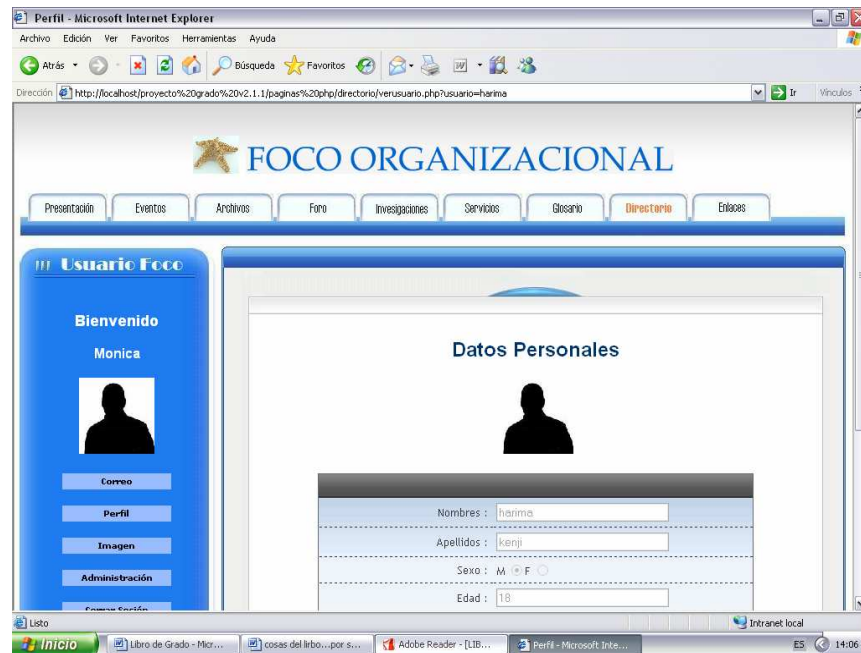 Perfil - Microsoft Internet Explorer
Archivo Edición Ver Favoritos Herramientas Ayuda
Atrás Búsqueda Favoritos
Dirección http://localhost/proyecto%20grado%20v2.1.1/paginas%20php/directorio/verusuario.php?usuario=harima Ir Vínculos
FOCO ORGANIZACIONAL
Presentación Eventos Archivos Foro Invesigaciones Servicios Glosario Directorio Enlaces
Usuario Foco
Bienvenido
Monica
Correo
Perfil
Imagen
Administración
Cerrar Sesión
Datos Personales
Nombres : harima
Apellidos : kenji
Sexo : M F
Edad : 18
Listo Intranet local
Inicio Libro de Grado - Micr... cosas del lirbo...por s... Adobe Reader - [LIB... Perfil - Microsoft Inte... ES 14:06